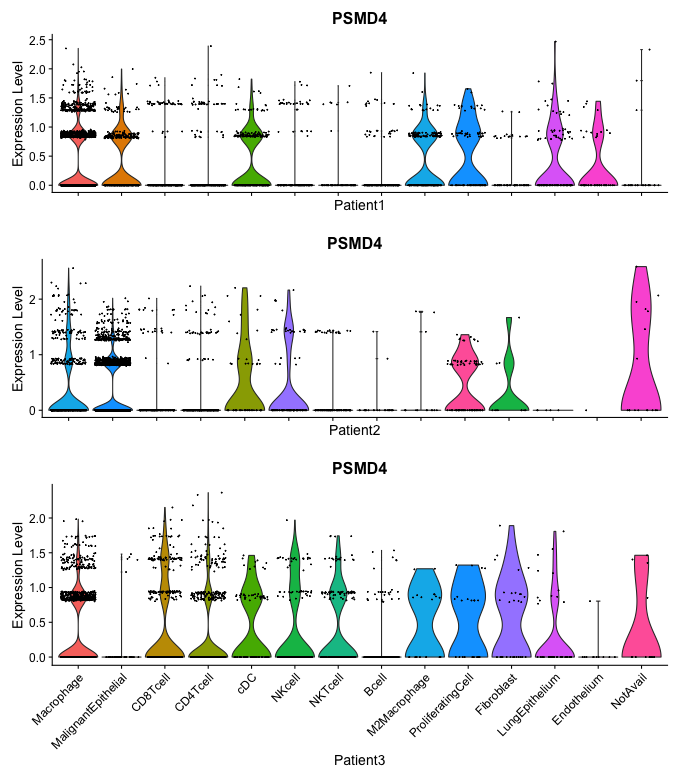 PSMD4
Expression Level
2.5
2.0
1.5
1.0
0.5
0.0
Patient1
PSMD4
Expression Level
2
1
0
Patient2
PSMD4
Expression Level
2.0
1.5
1.0
0.5
0.0
Macrophage
MalignantEpithelial
CD8Tcell
CD4Tcell
cDC
NKcell
NKTcell
Bcell
M2Macrophage
ProliferatingCell
Fibroblast
LungEpithelium
Endothelium
NotAvail
Patient3